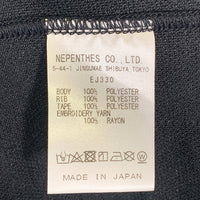 NEPENTHES CO., LTD.
5-44-1 JINGUMAE SHIBUYA TOKYO
EJ330
BODY 100% POLYESTER
RIB 100% POLYESTER
TAPE 100% POLYESTER
EMBROIDERY YARN
100% RAYON
MADE IN JAPAN